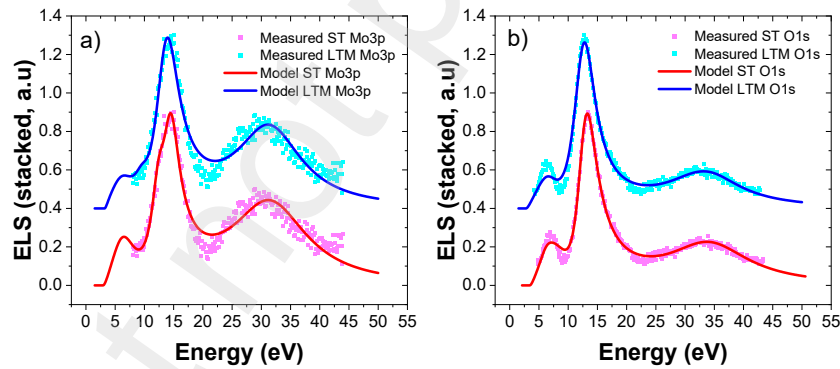 a)
Measured ST Mo3p
Measured LTM Mo3p
Model ST Mo3p
Model LTM Mo3p
1.4
1.2
1.0
0.8
0.6
0.4
0.2
0.0
ELS (stacked, a.u)
0 5 10 15 20 25 30 35 40 45 50 55
Energy (eV)
b)
Measured ST O1s
Measured LTM O1s
Model ST O1s
Model LTM O1s
1.4
1.2
1.0
0.8
0.6
0.4
0.2
0.0
ELS (stacked, a.u)
0 5 10 15 20 25 30 35 40 45 50 55
Energy (eV)